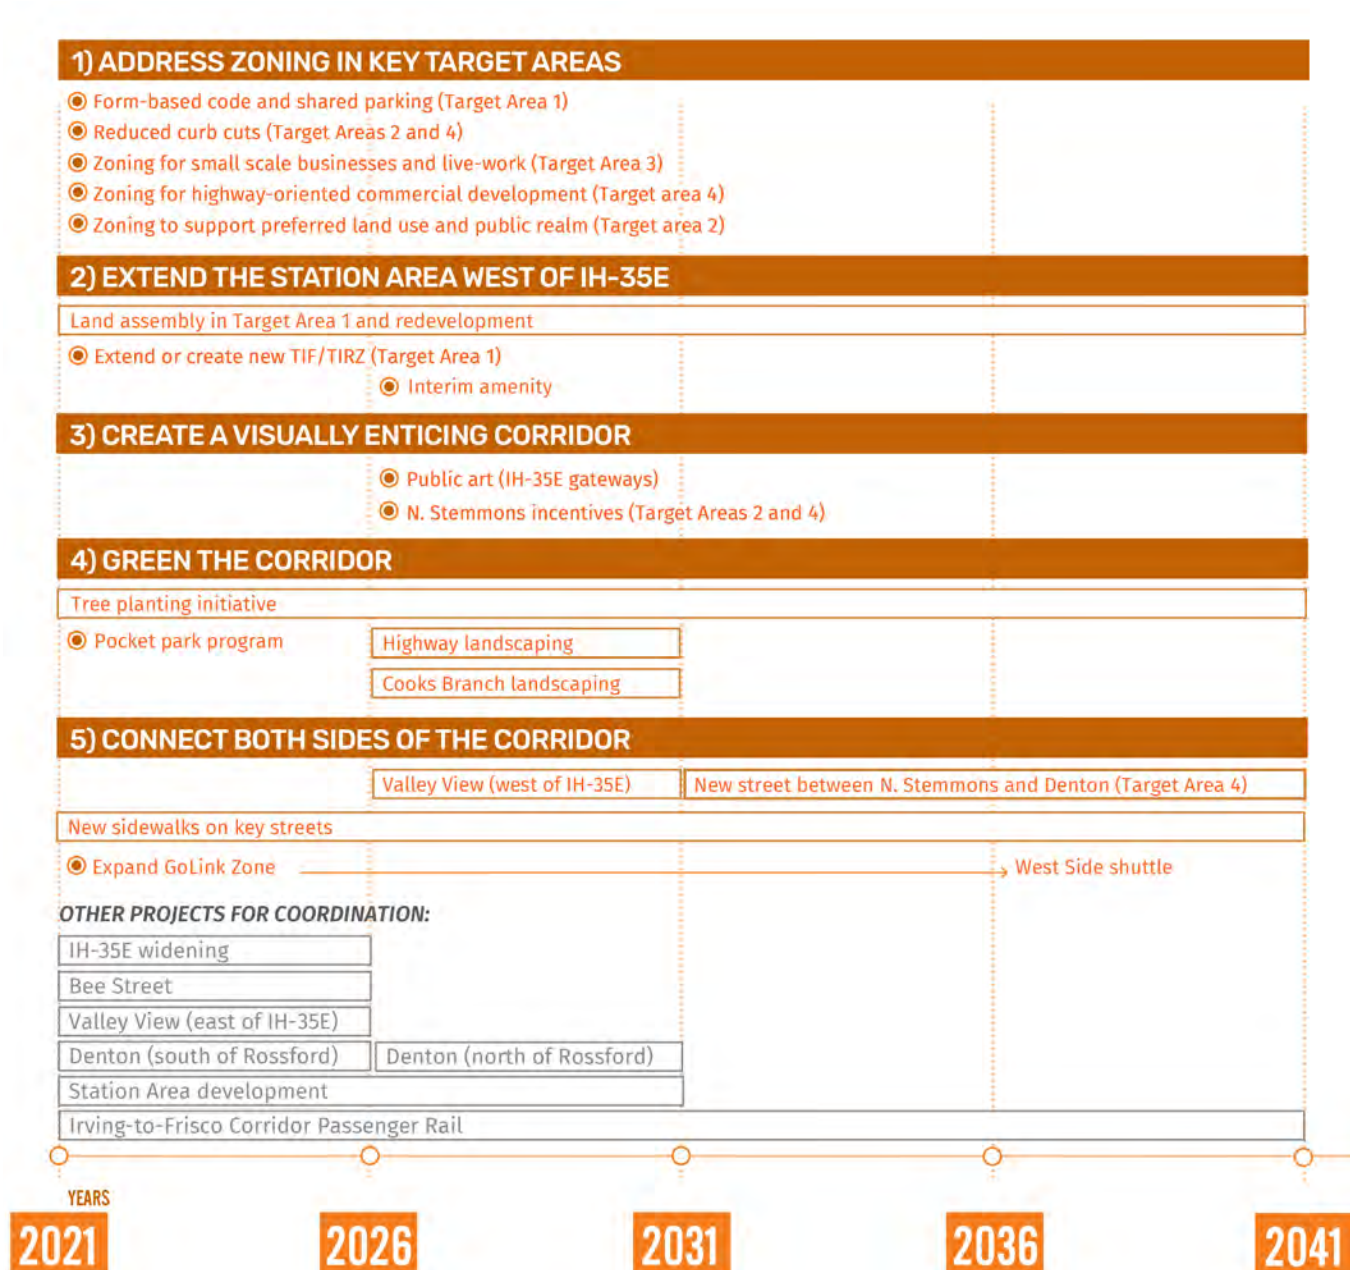 1) ADDRESS ZONING IN KEY TARGET AREAS
Form-based code and shared parking (Target Area 1)
Reduced curb cuts (Target Areas 2 and 4)
Zoning for small scale businesses and live-work (Target Area 3)
Zoning for highway-oriented commercial development (Target area 4)
Zoning to support preferred land use and public realm (Target area 2)
2) EXTEND THE STATION AREA WEST OF IH-35E
Land assembly in Target Area 1 and redevelopment
Extend or create new TIF/TIRZ (Target Area 1)
Interim amenity
3) CREATE A VISUALLY ENTICING CORRIDOR
Public art (IH-35E gateways)
N. Stemmons incentives (Target Areas 2 and 4)
4) GREEN THE CORRIDOR
Tree planting initiative
Pocket park program
Highway landscaping
Cooks Branch landscaping
5) CONNECT BOTH SIDES OF THE CORRIDOR
Valley View (west of IH-35E)
New street between N. Stemmons and Denton (Target Area 4)
New sidewalks on key streets
Expand GoLink Zone
West Side shuttle
OTHER PROJECTS FOR COORDINATION:
IH-35E widening
Bee Street
Valley View (east of IH-35E)
Denton (south of Rossford)
Denton (north of Rossford)
Station Area development
Irving-to-Frisco Corridor Passenger Rail
YEARS
2021
2026
2031
2036
2041